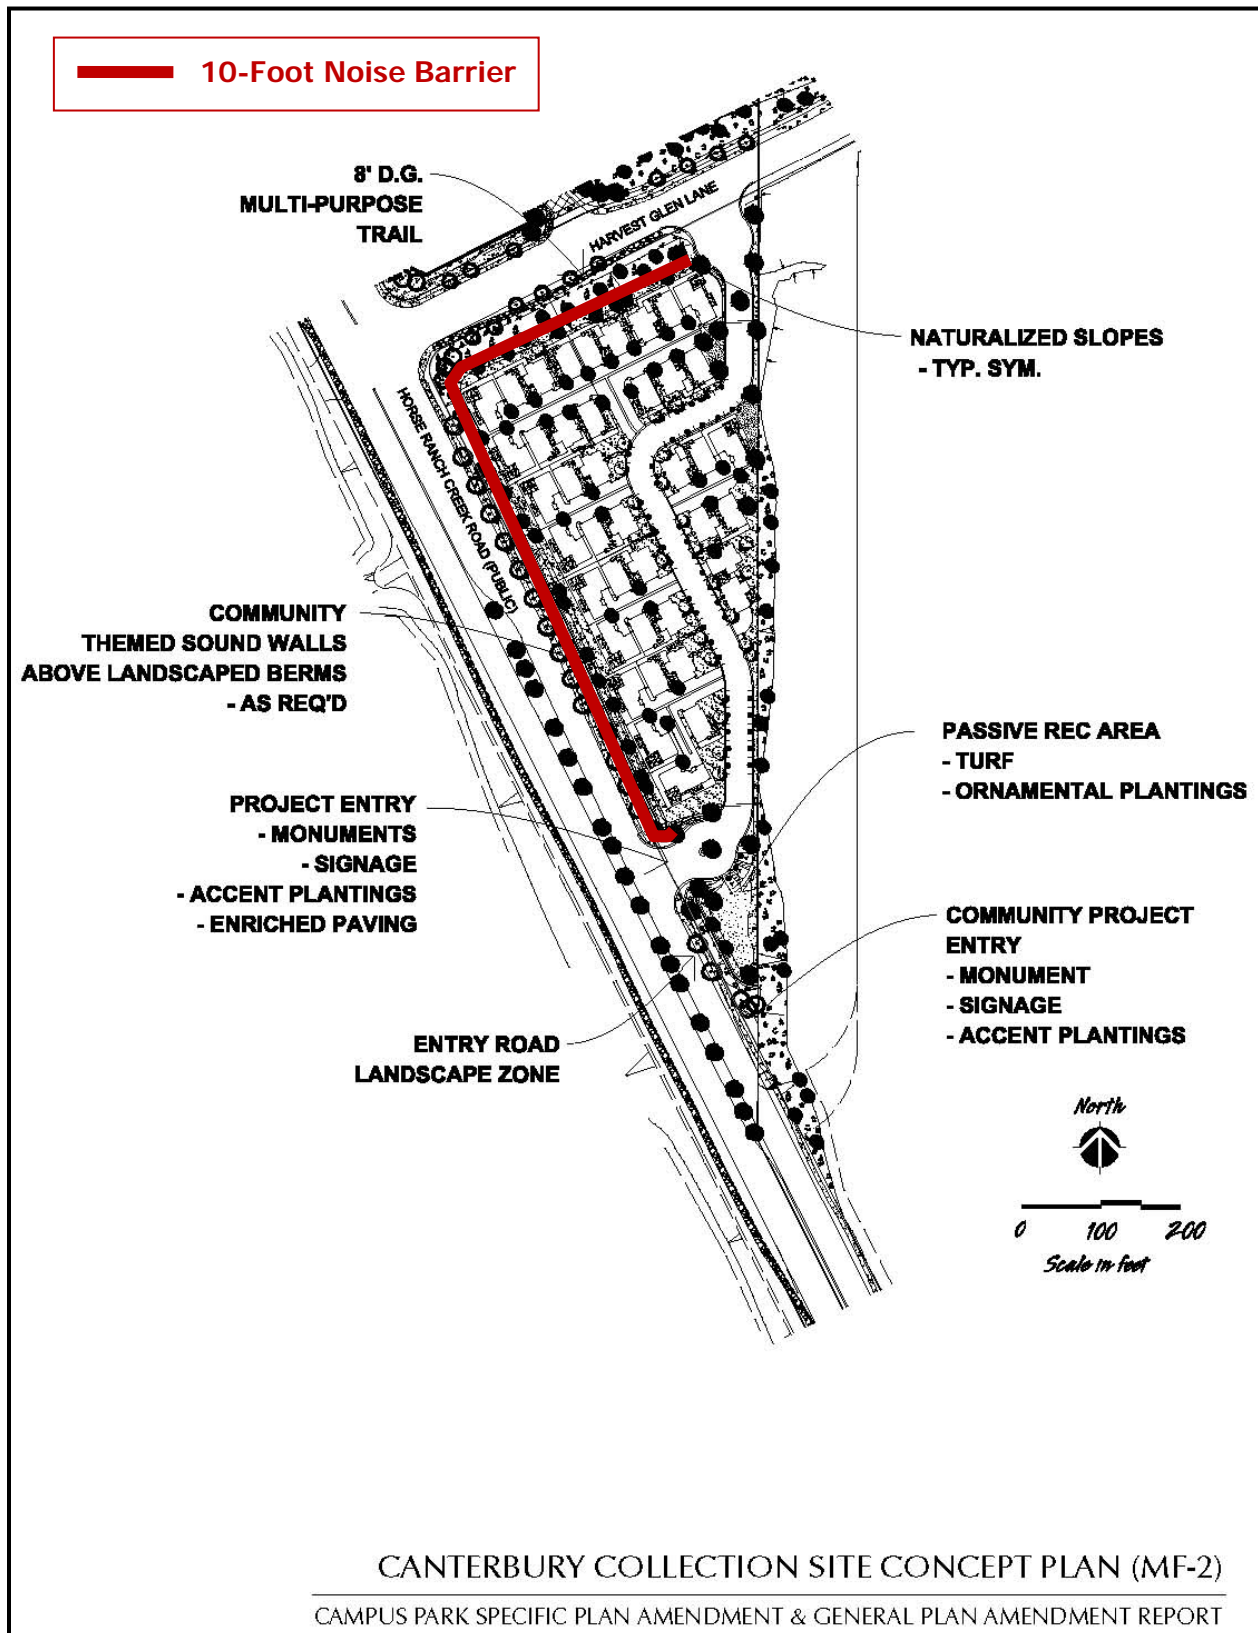 10-Foot Noise Barrier
8' D.G.
MULTI-PURPOSE
TRAIL
HARVEST GLEN LANE
NATURALIZED SLOPES
- TYP. SYM.
HORSE RANCH CREEK ROAD (PUBLIC)
COMMUNITY
THEMED SOUND WALLS
ABOVE LANDSCAPED BERMS
- AS REQ'D
PASSIVE REC AREA
- TURF
- ORNAMENTAL PLANTINGS
PROJECT ENTRY
- MONUMENTS
- SIGNAGE
- ACCENT PLANTINGS
- ENRICHED PAVING
COMMUNITY PROJECT
ENTRY
- MONUMENT
- SIGNAGE
- ACCENT PLANTINGS
ENTRY ROAD
LANDSCAPE ZONE
North
0 100 200
Scale in feet
CANTERBURY COLLECTION SITE CONCEPT PLAN (MF-2)
CAMPUS PARK SPECIFIC PLAN AMENDMENT & GENERAL PLAN AMENDMENT REPORT